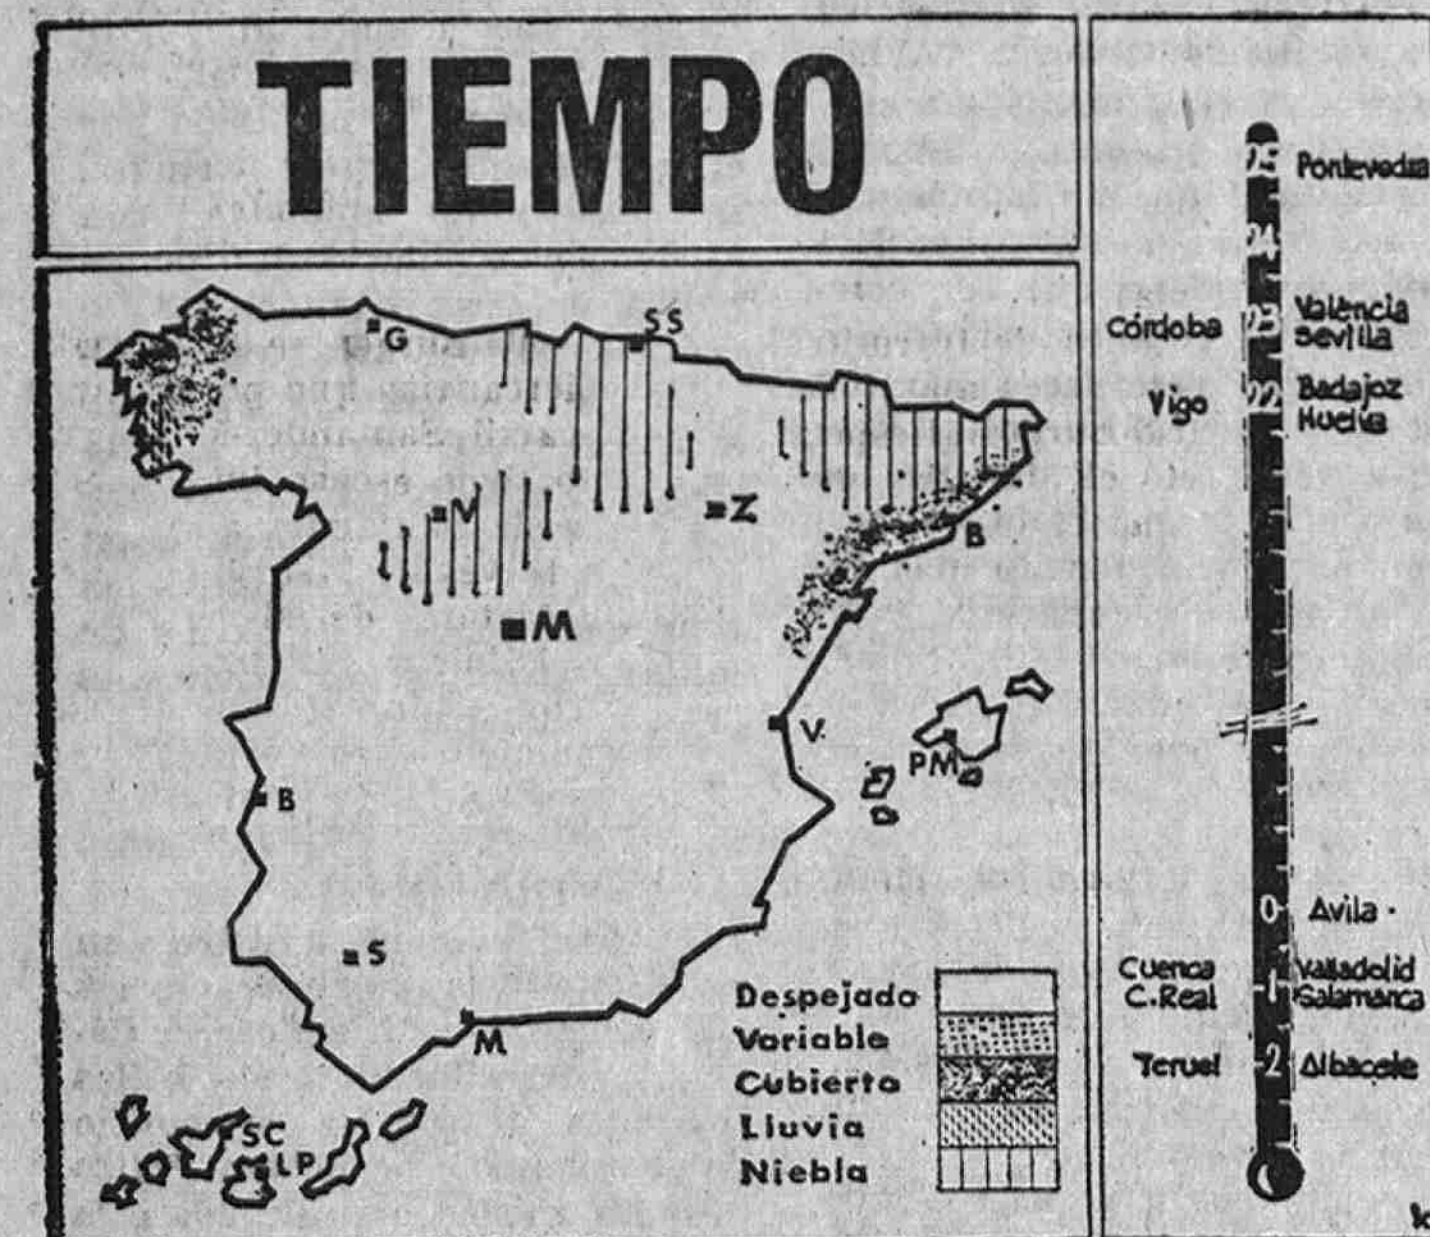 TIEMPO
G
SS
V
Z
B
M
V.
PM
B
S
M
SC
LP
Despejado
Variable
Cubierto
Lluvia
Niebla
25 Pontevedra
24
Córdoba 23 València
Sevilla
Vigo 22 Badajoz
Huelva
0 Avila
Cuenca -1 Valladolid
C.Real Salamanca
Teruel -2 Albacete